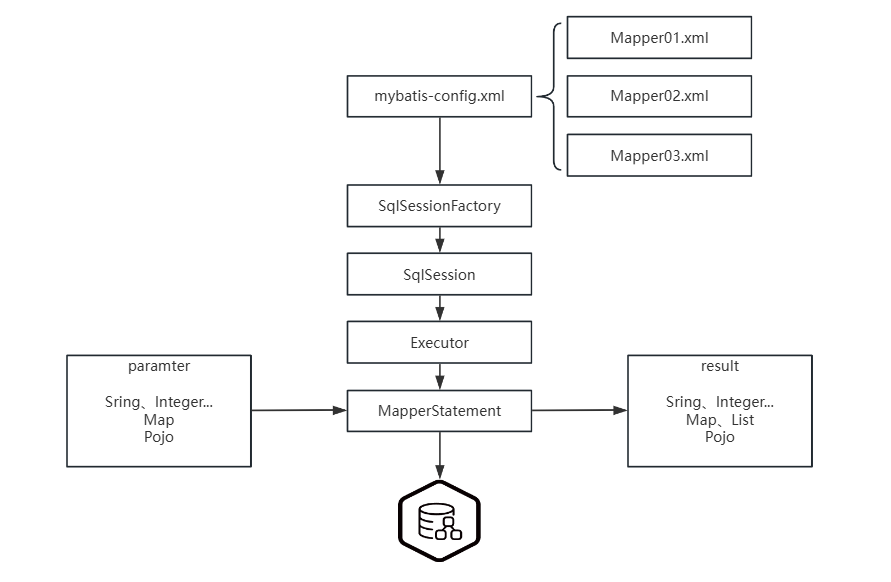 Mapper01.xml
mybatis-config.xml
Mapper02.xml
Mapper03.xml
SqlSessionFactory
SqlSession
Executor
paramter
Sring、Integer...
Map
Pojo
MapperStatement
result
Sring、Integer...
Map、List
Pojo